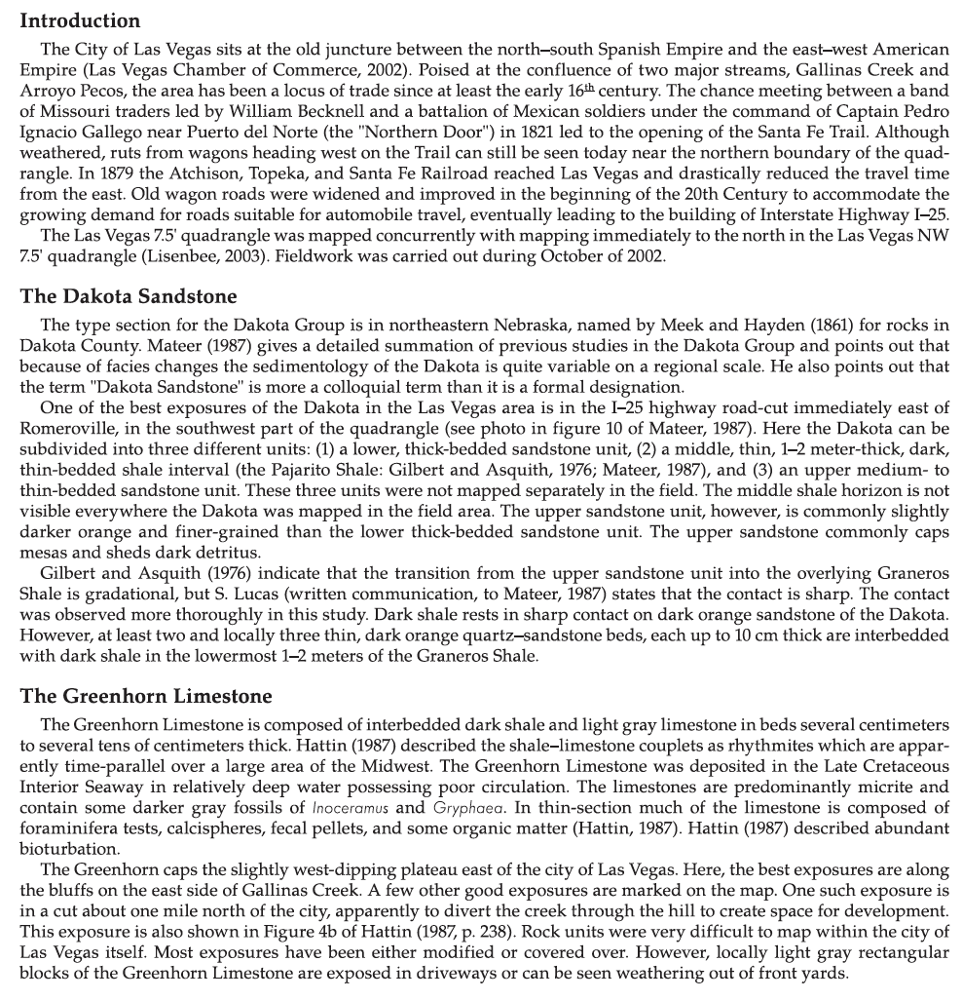 Introduction
The City of Las Vegas sits at the old juncture between the north–south Spanish Empire and the east–west American
Empire (Las Vegas Chamber of Commerce, 2002). Poised at the confluence of two major streams, Gallinas Creek and
Arroyo Pecos, the area has been a locus of trade since at least the early 16th century. The chance meeting between a band
of Missouri traders led by William Becknell and a battalion of Mexican soldiers under the command of Captain Pedro
Ignacio Gallego near Puerto del Norte (the "Northern Door") in 1821 led to the opening of the Santa Fe Trail. Although
weathered, ruts from wagons heading west on the Trail can still be seen today near the northern boundary of the quad-
rangle. In 1879 the Atchison, Topeka, and Santa Fe Railroad reached Las Vegas and drastically reduced the travel time
from the east. Old wagon roads were widened and improved in the beginning of the 20th Century to accommodate the
growing demand for roads suitable for automobile travel, eventually leading to the building of Interstate Highway I–25.
The Las Vegas 7.5' quadrangle was mapped concurrently with mapping immediately to the north in the Las Vegas NW
7.5' quadrangle (Lisenbee, 2003). Fieldwork was carried out during October of 2002.
The Dakota Sandstone
The type section for the Dakota Group is in northeastern Nebraska, named by Meek and Hayden (1861) for rocks in
Dakota County. Mateer (1987) gives a detailed summation of previous studies in the Dakota Group and points out that
because of facies changes the sedimentology of the Dakota is quite variable on a regional scale. He also points out that
the term "Dakota Sandstone" is more a colloquial term than it is a formal designation.
One of the best exposures of the Dakota in the Las Vegas area is in the I–25 highway road-cut immediately east of
Romeroville, in the southwest part of the quadrangle (see photo in figure 10 of Mateer, 1987). Here the Dakota can be
subdivided into three different units: (1) a lower, thick-bedded sandstone unit, (2) a middle, thin, 1–2 meter-thick, dark,
thin-bedded shale interval (the Pajarito Shale: Gilbert and Asquith, 1976; Mateer, 1987), and (3) an upper medium- to
thin-bedded sandstone unit. These three units were not mapped separately in the field. The middle shale horizon is not
visible everywhere the Dakota was mapped in the field area. The upper sandstone unit, however, is commonly slightly
darker orange and finer-grained than the lower thick-bedded sandstone unit. The upper sandstone commonly caps
mesas and sheds dark detritus.
Gilbert and Asquith (1976) indicate that the transition from the upper sandstone unit into the overlying Graneros
Shale is gradational, but S. Lucas (written communication, to Mateer, 1987) states that the contact is sharp. The contact
was observed more thoroughly in this study. Dark shale rests in sharp contact on dark orange sandstone of the Dakota.
However, at least two and locally three thin, dark orange quartz–sandstone beds, each up to 10 cm thick are interbedded
with dark shale in the lowermost 1–2 meters of the Graneros Shale.
The Greenhorn Limestone
The Greenhorn Limestone is composed of interbedded dark shale and light gray limestone in beds several centimeters
to several tens of centimeters thick. Hattin (1987) described the shale–limestone couplets as rhythmites which are appar-
ently time-parallel over a large area of the Midwest. The Greenhorn Limestone was deposited in the Late Cretaceous
Interior Seaway in relatively deep water possessing poor circulation. The limestones are predominantly micrite and
contain some darker gray fossils of Inoceramus and Gryphaea. In thin-section much of the limestone is composed of
foraminifera tests, calcispheres, fecal pellets, and some organic matter (Hattin, 1987). Hattin (1987) described abundant
bioturbation.
The Greenhorn caps the slightly west-dipping plateau east of the city of Las Vegas. Here, the best exposures are along
the bluffs on the east side of Gallinas Creek. A few other good exposures are marked on the map. One such exposure is
in a cut about one mile north of the city, apparently to divert the creek through the hill to create space for development.
This exposure is also shown in Figure 4b of Hattin (1987, p. 238). Rock units were very difficult to map within the city of
Las Vegas itself. Most exposures have been either modified or covered over. However, locally light gray rectangular
blocks of the Greenhorn Limestone are exposed in driveways or can be seen weathering out of front yards.